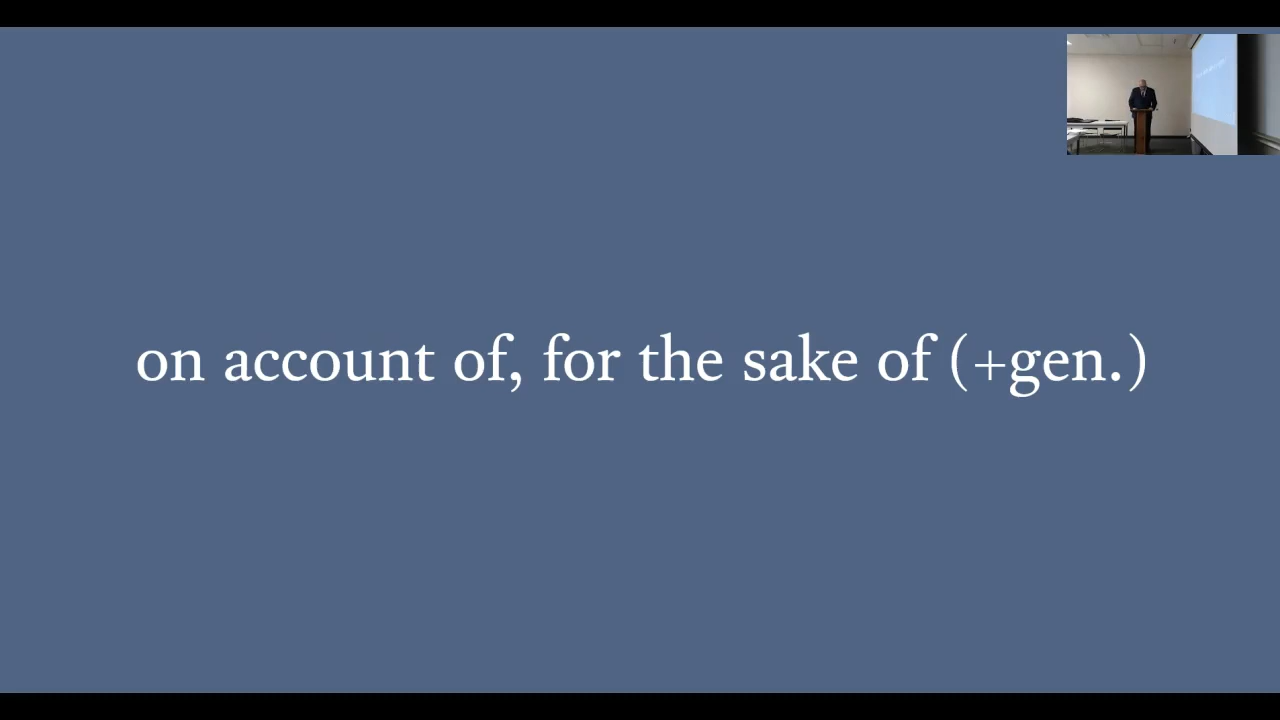 on account of, for the sake of (+gen.)